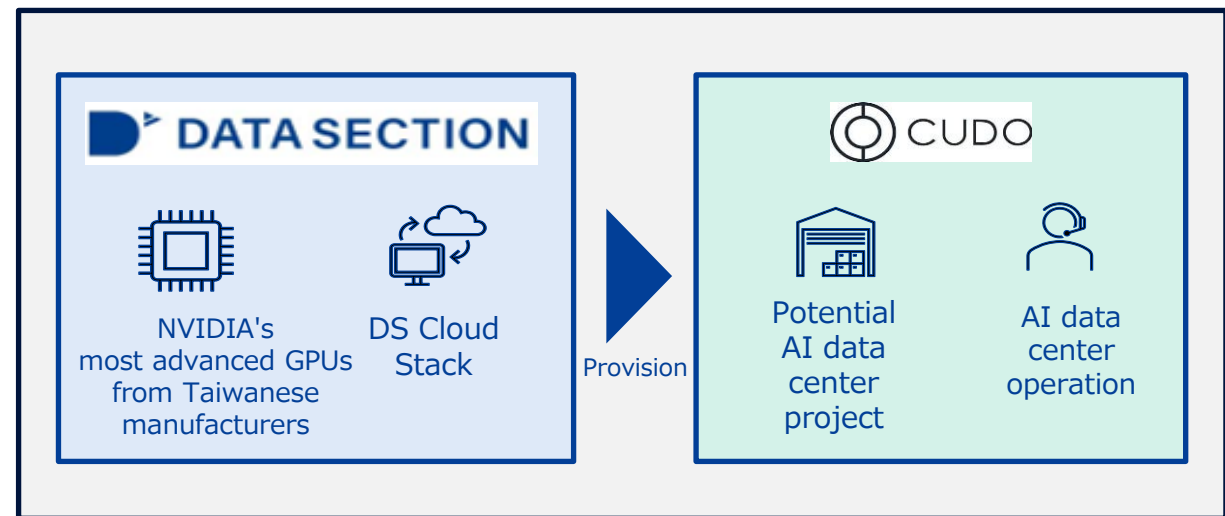 DATA SECTION
NVIDIA's
most advanced GPUs
from Taiwanese
manufacturers
DS Cloud
Stack
Provision
CUDO
Potential
AI data
center
project
AI data
center
operation